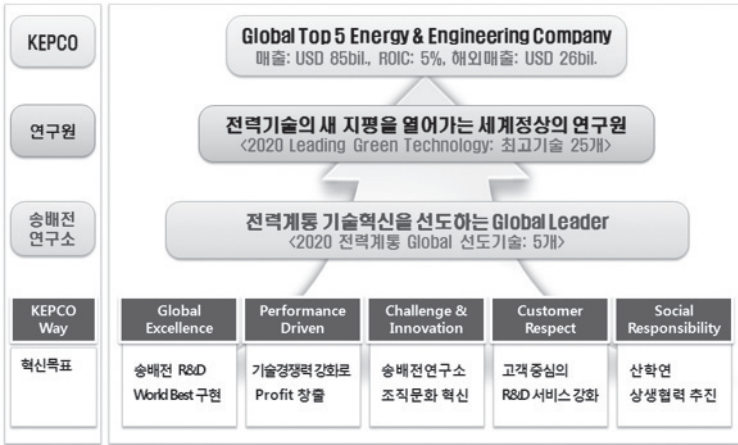 KEPCO
Global Top 5 Energy & Engineering Company
매출: USD 85bil., ROIC: 5%, 해외매출: USD 26bil.
연구원
전력기술의 새 지평을 열어가는 세계정상의 연구원
<2020 Leading Green Technology: 최고기술 25개>
송배전
연구소
전력계통 기술혁신을 선도하는 Global Leader
<2020 전력계통 Global 선도기술: 5개>
KEPCO
Way
Global
Excellence
Performance
Driven
Challenge &
Innovation
Customer
Respect
Social
Responsibility
혁신목표
송배전 R&D
World Best 구현
기술경쟁력 강화로
Profit 창출
송배전연구소
조직문화 혁신
고객 중심의
R&D 서비스 강화
산학연
상생협력 추진